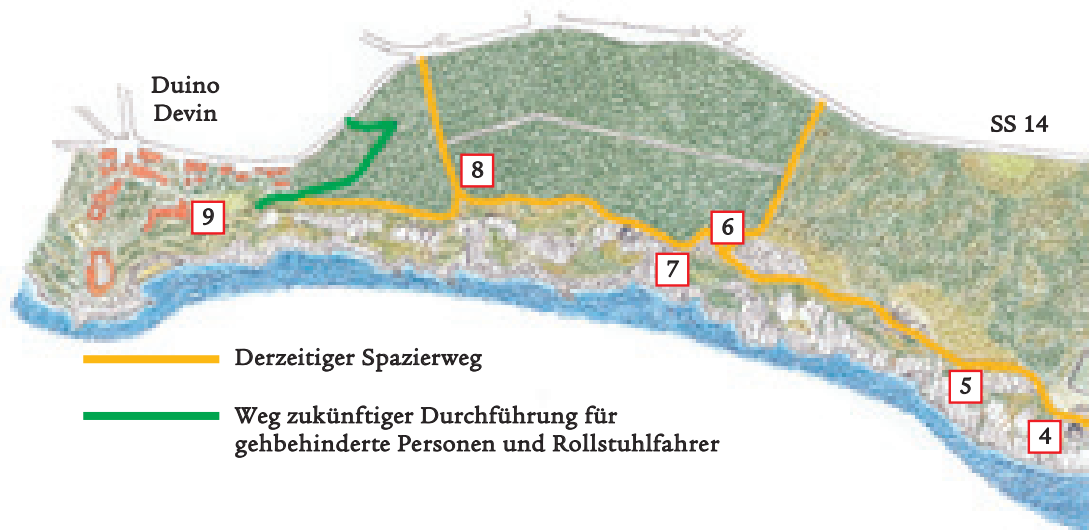 Duino
Devin
SS 14
8
9
6
7
5
4
Derzeitiger Spazierweg
Weg zukünftiger Durchführung für
gehbehinderte Personen und Rollstuhlfahrer